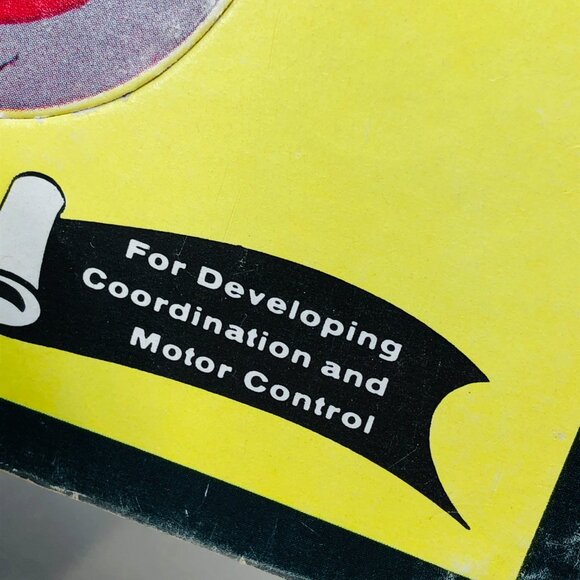 For Developing
Coordination and
Motor Control